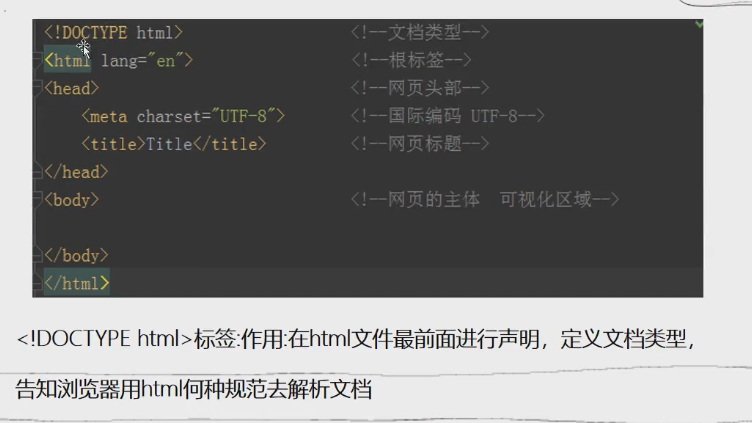 <!DOCTYPE html> <!--文档类型-->
<html lang="en"> <!--根标签-->
<head> <!--网页头部-->
<meta charset="UTF-8"> <!--国际编码 UTF-8-->
<title>Title</title> <!--网页标题-->
</head>
<body> <!--网页的主体 可视化区域-->
</body>
</html>
<!DOCTYPE html>标签:作用:在html文件最前面进行声明，定义文档类型，
告知浏览器用html何种规范去解析文档